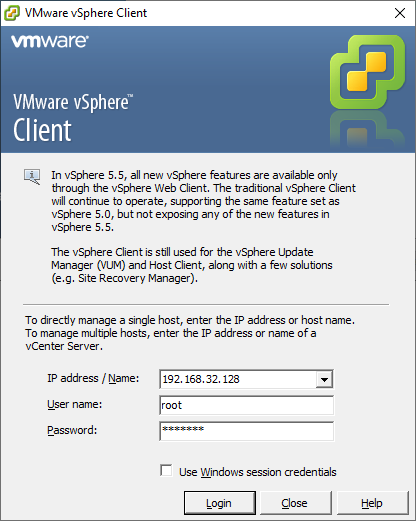 VMware vSphere Client
vmware®
VMware vSphere™
Client
In vSphere 5.5, all new vSphere features are available only
through the vSphere Web Client. The traditional vSphere Client
will continue to operate, supporting the same feature set as
vSphere 5.0, but not exposing any of the new features in
vSphere 5.5.
The vSphere Client is still used for the vSphere Update
Manager (VUM) and Host Client, along with a few solutions
(e.g. Site Recovery Manager).
To directly manage a single host, enter the IP address or host name.
To manage multiple hosts, enter the IP address or name of a
vCenter Server.
IP address / Name: 192.168.32.128
User name: root
Password: *******
Use Windows session credentials
Login Close Help